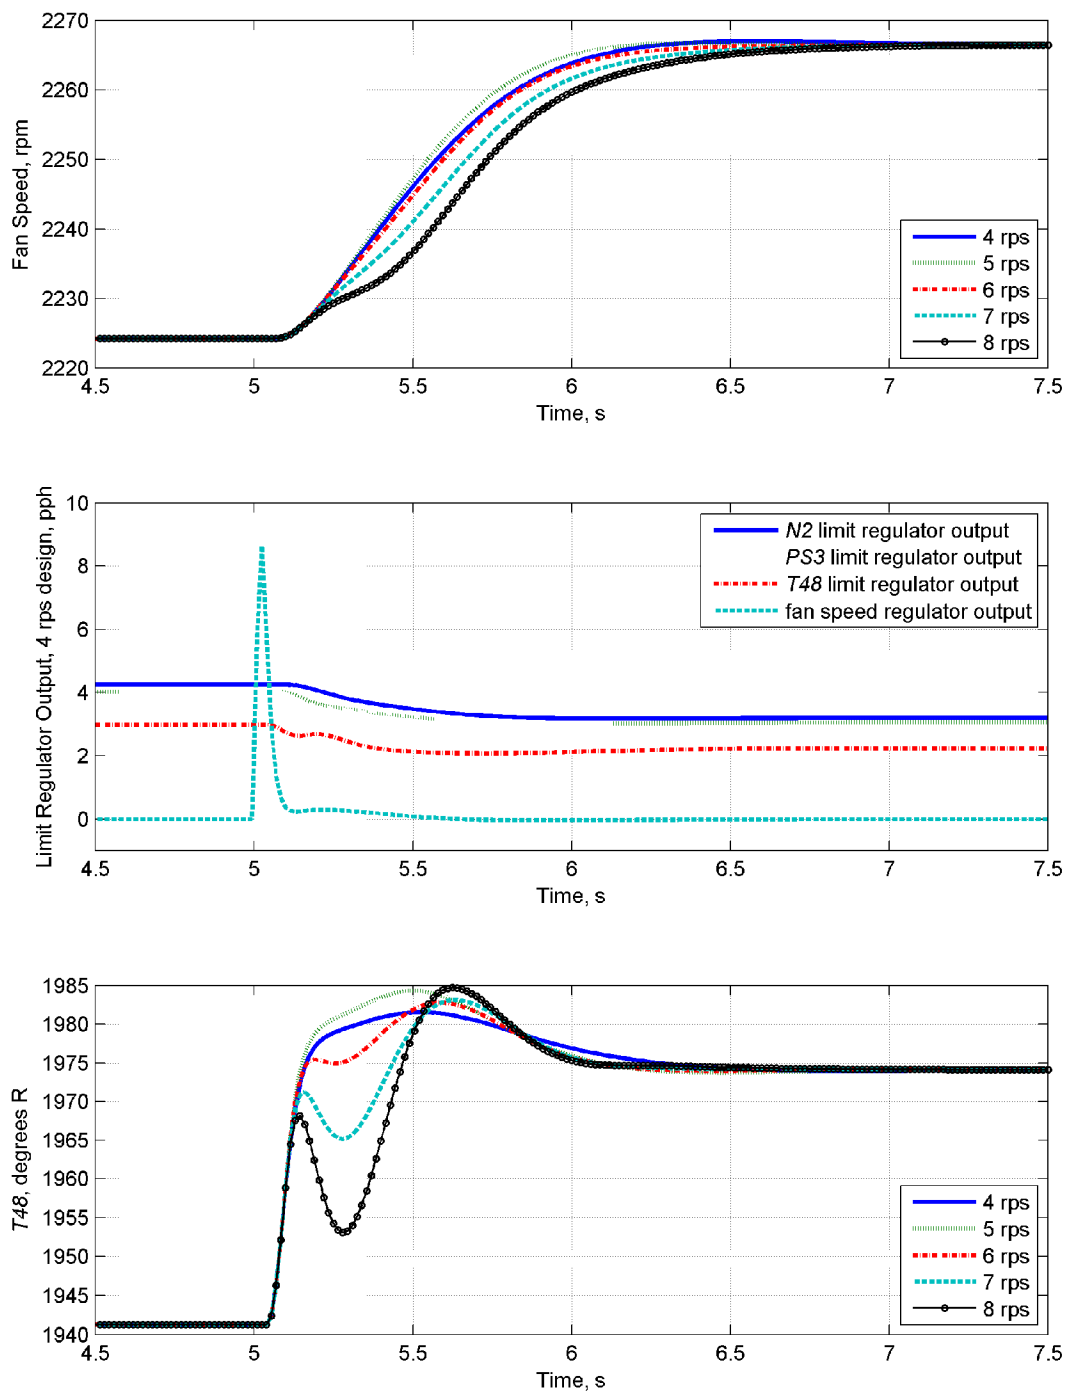 2270
2260
2250
2240
2230
2220
Fan Speed, rpm
4 rps
5 rps
6 rps
7 rps
8 rps
4.5 5 5.5 6 6.5 7 7.5
Time, s
10
8
6
4
2
0
Limit Regulator Output, 4 rps design, pph
N2 limit regulator output
PS3 limit regulator output
T48 limit regulator output
fan speed regulator output
4.5 5 5.5 6 6.5 7 7.5
Time, s
1985
1980
1975
1970
1965
1960
1955
1950
1945
1940
T48, degrees R
4 rps
5 rps
6 rps
7 rps
8 rps
4.5 5 5.5 6 6.5 7 7.5
Time, s